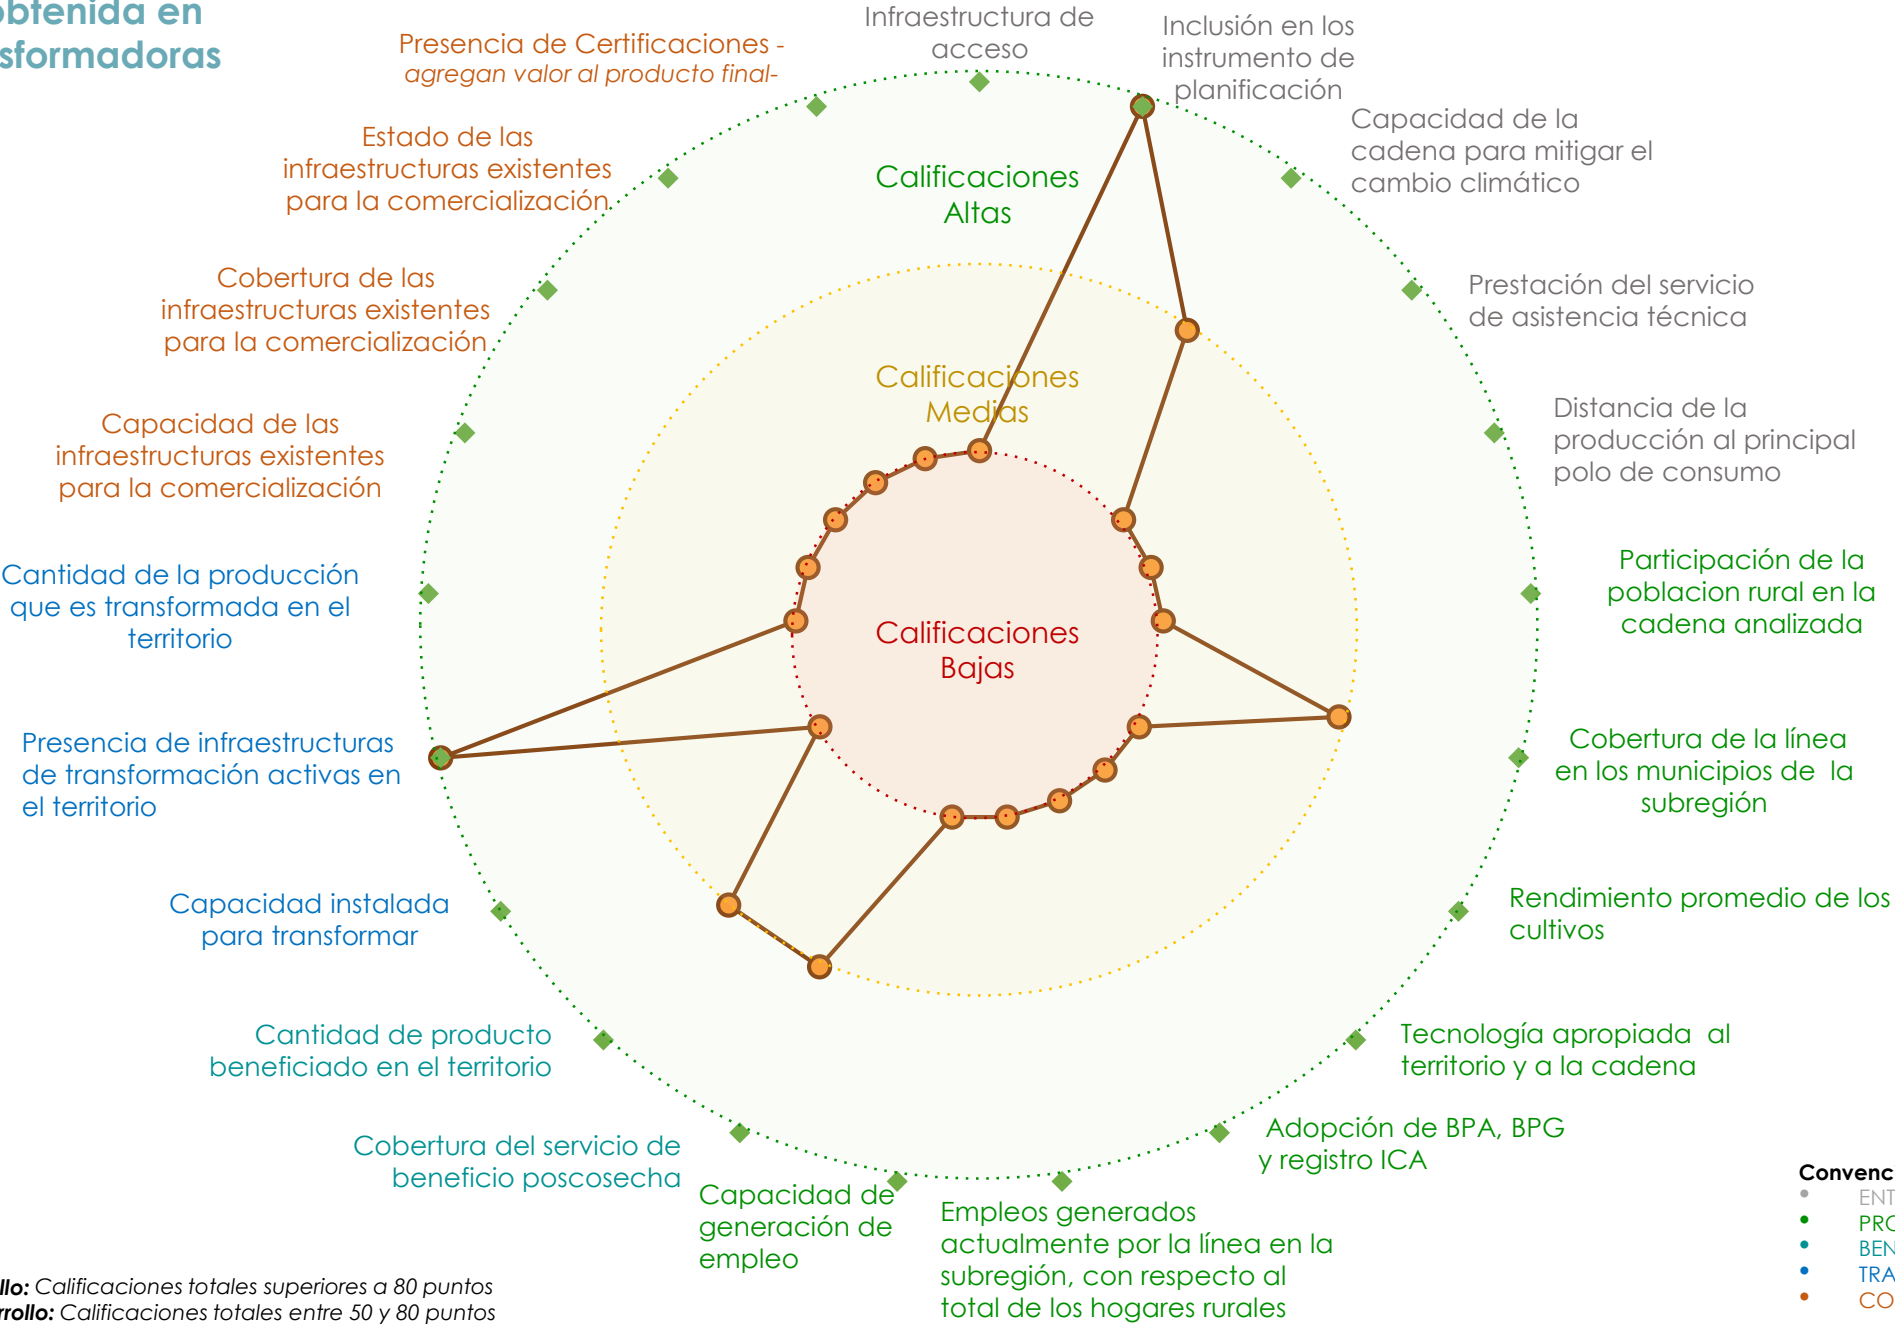 obtenida en
sformadoras
Infraestructura de
acceso
Inclusión en los
instrumento de
planificación
Capacidad de la
cadena para mitigar el
cambio climático
Prestación del servicio
de asistencia técnica
Distancia de la
producción al principal
polo de consumo
Participación de la
poblacion rural en la
cadena analizada
Cobertura de la línea
en los municipios de la
subregión
Rendimiento promedio de los
cultivos
Tecnología apropiada al
territorio y a la cadena
Adopción de BPA, BPG
y registro ICA
Empleos generados
actualmente por la línea en la
subregión, con respecto al
total de los hogares rurales
Capacidad de
generación de
empleo
Cobertura del servicio de
beneficio poscosecha
Cantidad de producto
beneficiado en el territorio
Capacidad instalada
para transformar
Presencia de infraestructuras
de transformación activas en
el territorio
Cantidad de la producción
que es transformada en el
territorio
Capacidad de las
infraestructuras existentes
para la comercialización
Cobertura de las
infraestructuras existentes
para la comercialización
Estado de las
infraestructuras existentes
para la comercialización
Presencia de Certificaciones -
agregan valor al producto final-
Calificaciones
Altas
Calificaciones
Medias
Calificaciones
Bajas
llo: Calificaciones totales superiores a 80 puntos
rrollo: Calificaciones totales entre 50 y 80 puntos
Convenc
• ENT
• PRO
• BEN
• TRA
• CO